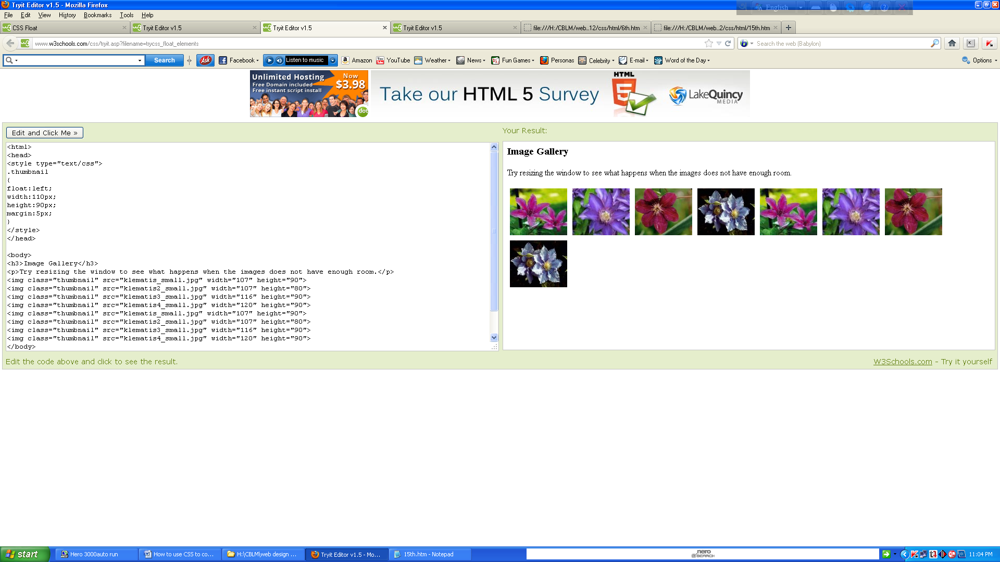 Tryit Editor v1.5 - Mozilla Firefox
English
File Edit View History Bookmarks Tools Help
CSS Float
Tryit Editor v1.5
Tryit Editor v1.5
Tryit Editor v1.5
file:///H:/CBLM/web...12/css/html/6th.htm
file:///H:/CBLM/web...2/css/html/15th.htm
www.w3schools.com/css/tryit.asp?filename=trycss_float_elements
Search the web (Babylon)
Search
Ask
Facebook
Listen to music
Amazon
YouTube
Weather
News
Fun Games
Personas
Celebrity
E-mail
Word of the Day
Options
Unlimited Hosting
Free Domain included
Free instant script install
Now
$3.98
dot
Take our HTML 5 Survey
HTML
5
LakeQuincy
MEDIA
Edit and Click Me »
Your Result:
<html>
<head>
<style type="text/css">
.thumbnail
{
float:left;
width:110px;
height:90px;
margin:5px;
}
</style>
</head>
<body>
<h3>Image Gallery</h3>
<p>Try resizing the window to see what happens when the images does not have enough room.</p>
<img class="thumbnail" src="klematis_small.jpg" width="107" height="90">
<img class="thumbnail" src="klematis2_small.jpg" width="107" height="80">
<img class="thumbnail" src="klematis3_small.jpg" width="116" height="90">
<img class="thumbnail" src="klematis4_small.jpg" width="120" height="90">
<img class="thumbnail" src="klematis_small.jpg" width="107" height="90">
<img class="thumbnail" src="klematis2_small.jpg" width="107" height="80">
<img class="thumbnail" src="klematis3_small.jpg" width="116" height="90">
<img class="thumbnail" src="klematis4_small.jpg" width="120" height="90">
</body>
Image Gallery
Try resizing the window to see what happens when the images does not have enough room.
Edit the code above and click to see the result.
W3Schools.com - Try it yourself
start
Hero 3000auto run
How to use CSS to co...
H:\CBLM\web design ...
Tryit Editor v1.5 - Mo...
15th.htm - Notepad
nero
SEARCH
11:04 PM